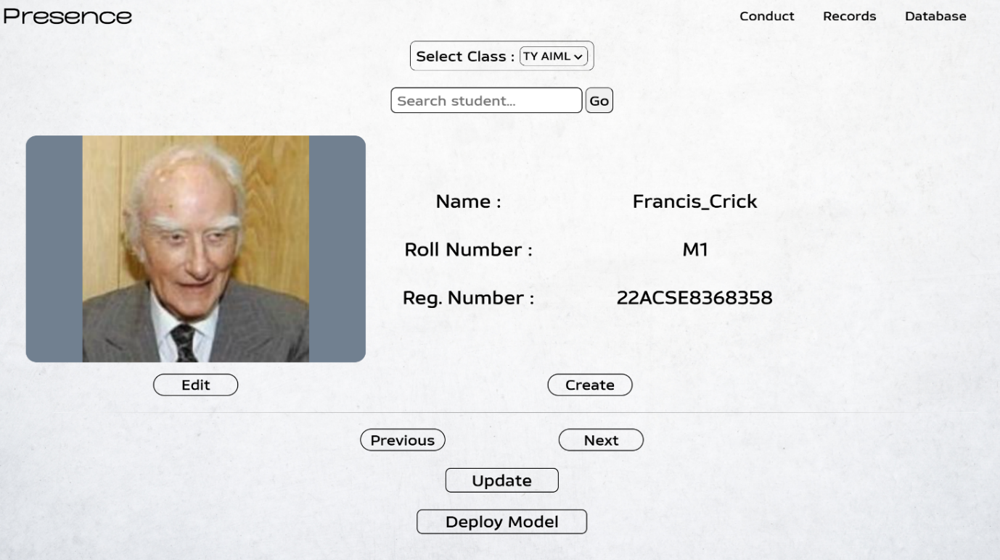 Presence
Conduct Records Database
Select Class : TY AIML
Search student...
Go
Name : Francis_Crick
Roll Number : M1
Reg. Number : 22ACSE8368358
Edit
Create
Previous
Next
Update
Deploy Model